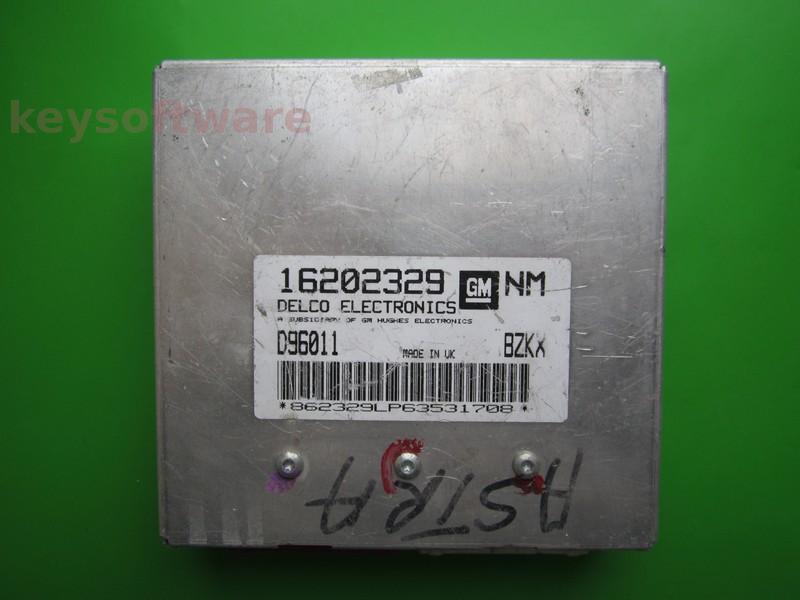 keysoftware
16202329 GM NM
DELCO ELECTRONICS
A SUBSIDIARY OF GM HUGHES ELECTRONICS
D96011 MADE IN UK BZKX
*862329LP63531708*
ASTRA